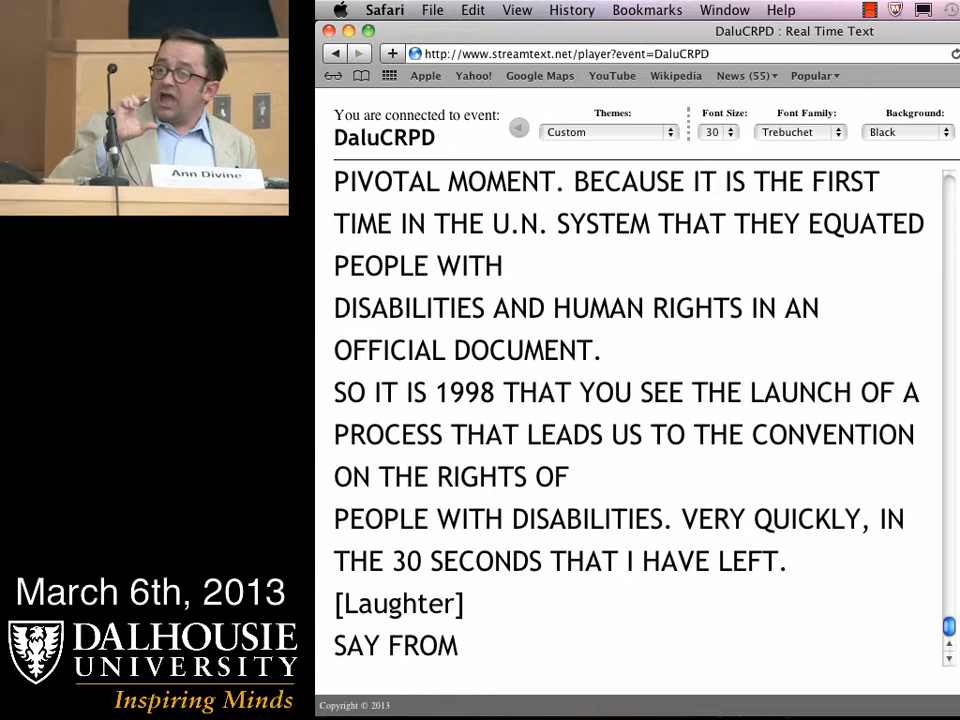 Ann Divine
March 6th, 2013
DALHOUSIE
UNIVERSITY
Inspiring Minds
Safari File Edit View History Bookmarks Window Help
DaluCRPD : Real Time Text
http://www.streamtext.net/player?event=DaluCRPD
Apple Yahoo! Google Maps YouTube Wikipedia News (55) Popular
You are connected to event:
DaluCRPD
Themes: Font Size: Font Family: Background:
Custom 30 Trebuchet Black
PIVOTAL MOMENT. BECAUSE IT IS THE FIRST
TIME IN THE U.N. SYSTEM THAT THEY EQUATED
PEOPLE WITH
DISABILITIES AND HUMAN RIGHTS IN AN
OFFICIAL DOCUMENT.
SO IT IS 1998 THAT YOU SEE THE LAUNCH OF A
PROCESS THAT LEADS US TO THE CONVENTION
ON THE RIGHTS OF
PEOPLE WITH DISABILITIES. VERY QUICKLY, IN
THE 30 SECONDS THAT I HAVE LEFT.
[Laughter]
SAY FROM
Copyright © 2013